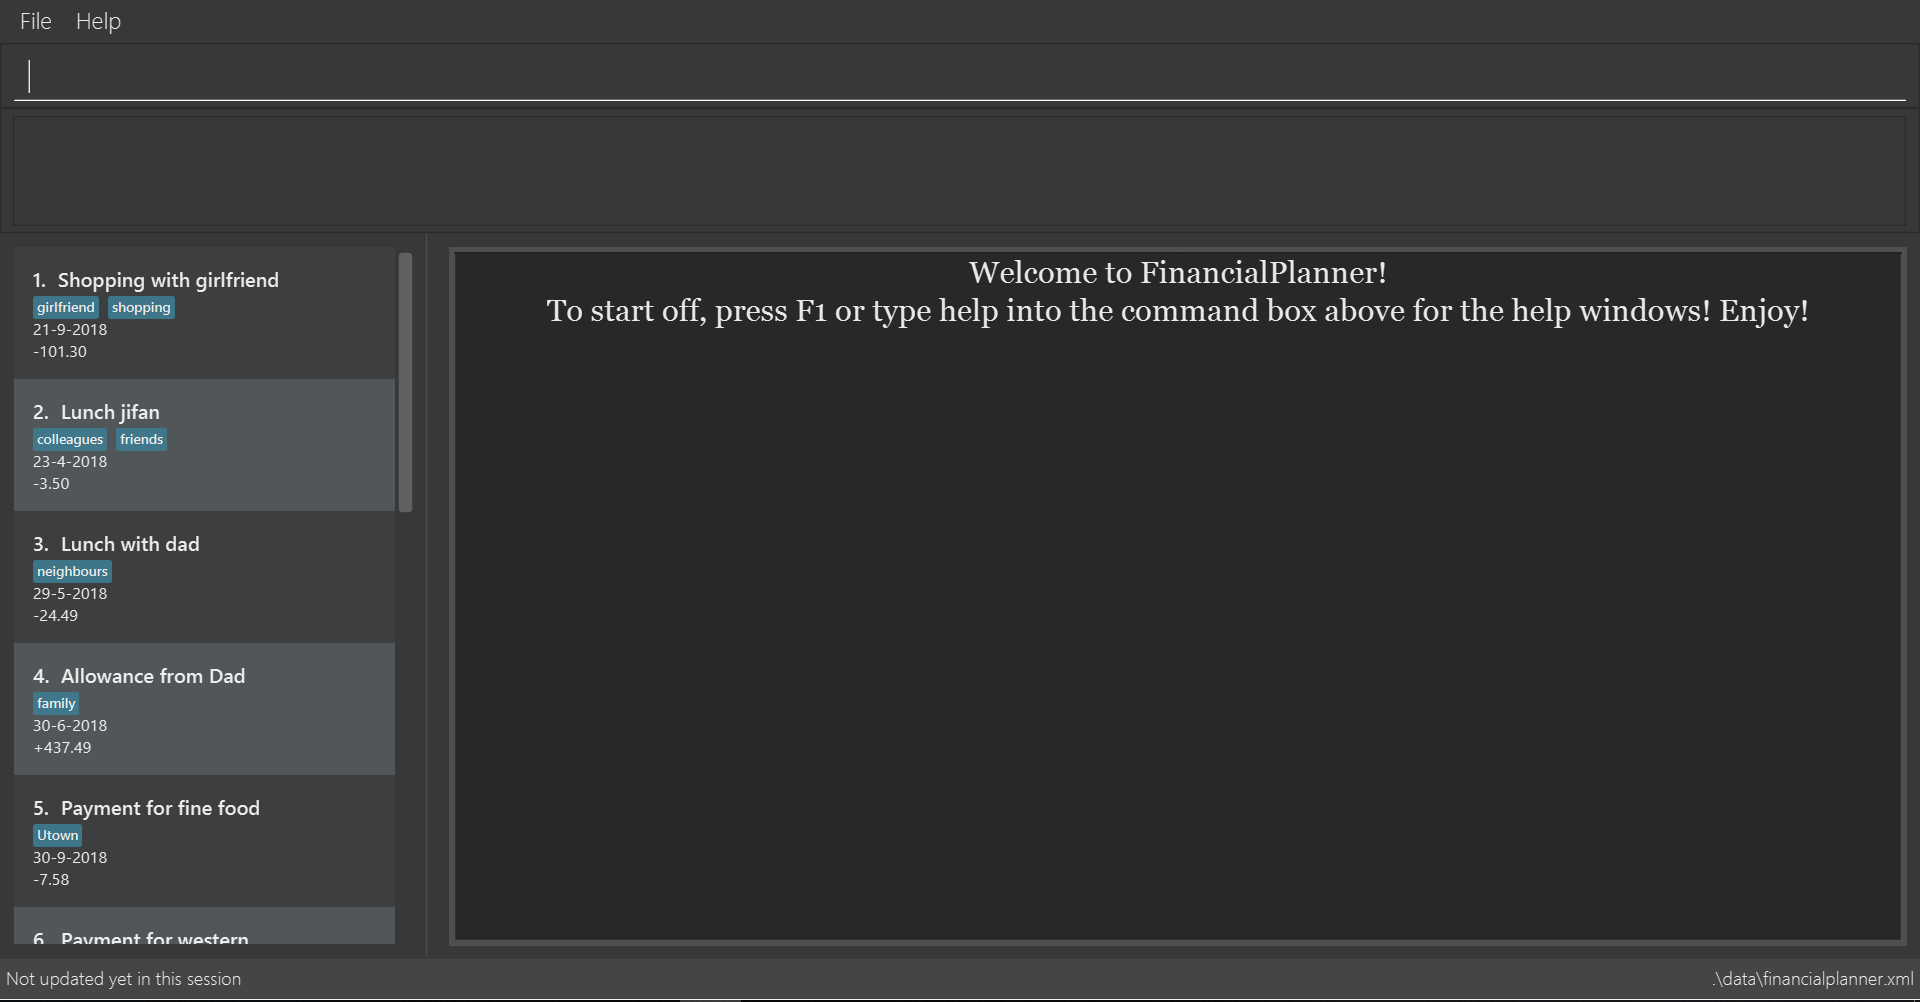 File Help
1. Shopping with girlfriend
girlfriend shopping
21-9-2018
-101.30
2. Lunch jifan
colleagues friends
23-4-2018
-3.50
3. Lunch with dad
neighbours
29-5-2018
-24.49
4. Allowance from Dad
family
30-6-2018
+437.49
5. Payment for fine food
Utown
30-9-2018
-7.58
6. Payment for western
Welcome to FinancialPlanner!
To start off, press F1 or type help into the command box above for the help windows! Enjoy!
Not updated yet in this session
.\data\financialplanner.xml